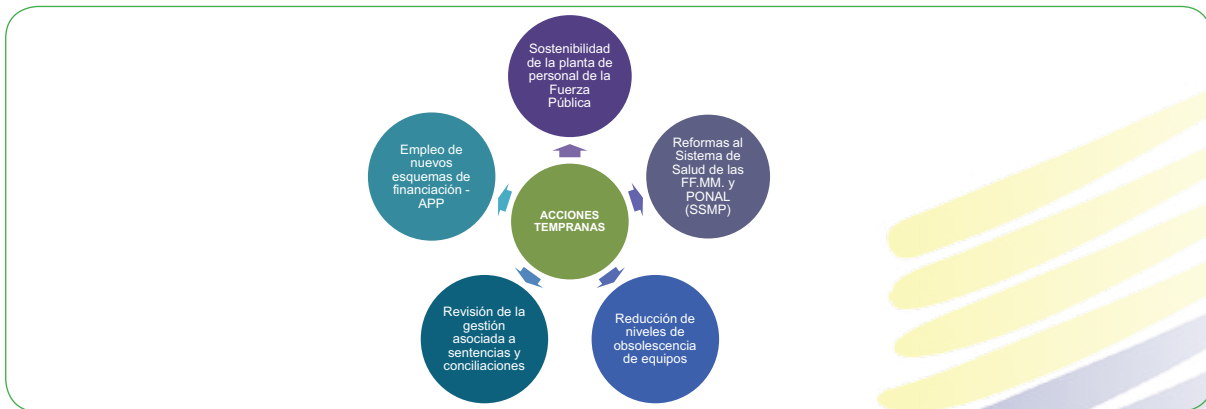 Sostenibilidad
de la planta de
personal de la
Fuerza
Pública
Reformas al
Sistema de
Salud de las
FF.MM. y
PONAL
(SSMP)
Reducción de
niveles de
obsolescencia
de equipos
Revisión de la
gestión
asociada a
sentencias y
conciliaciones
Empleo de
nuevos
esquemas de
financiación -
APP
ACCIONES
TEMPRANAS